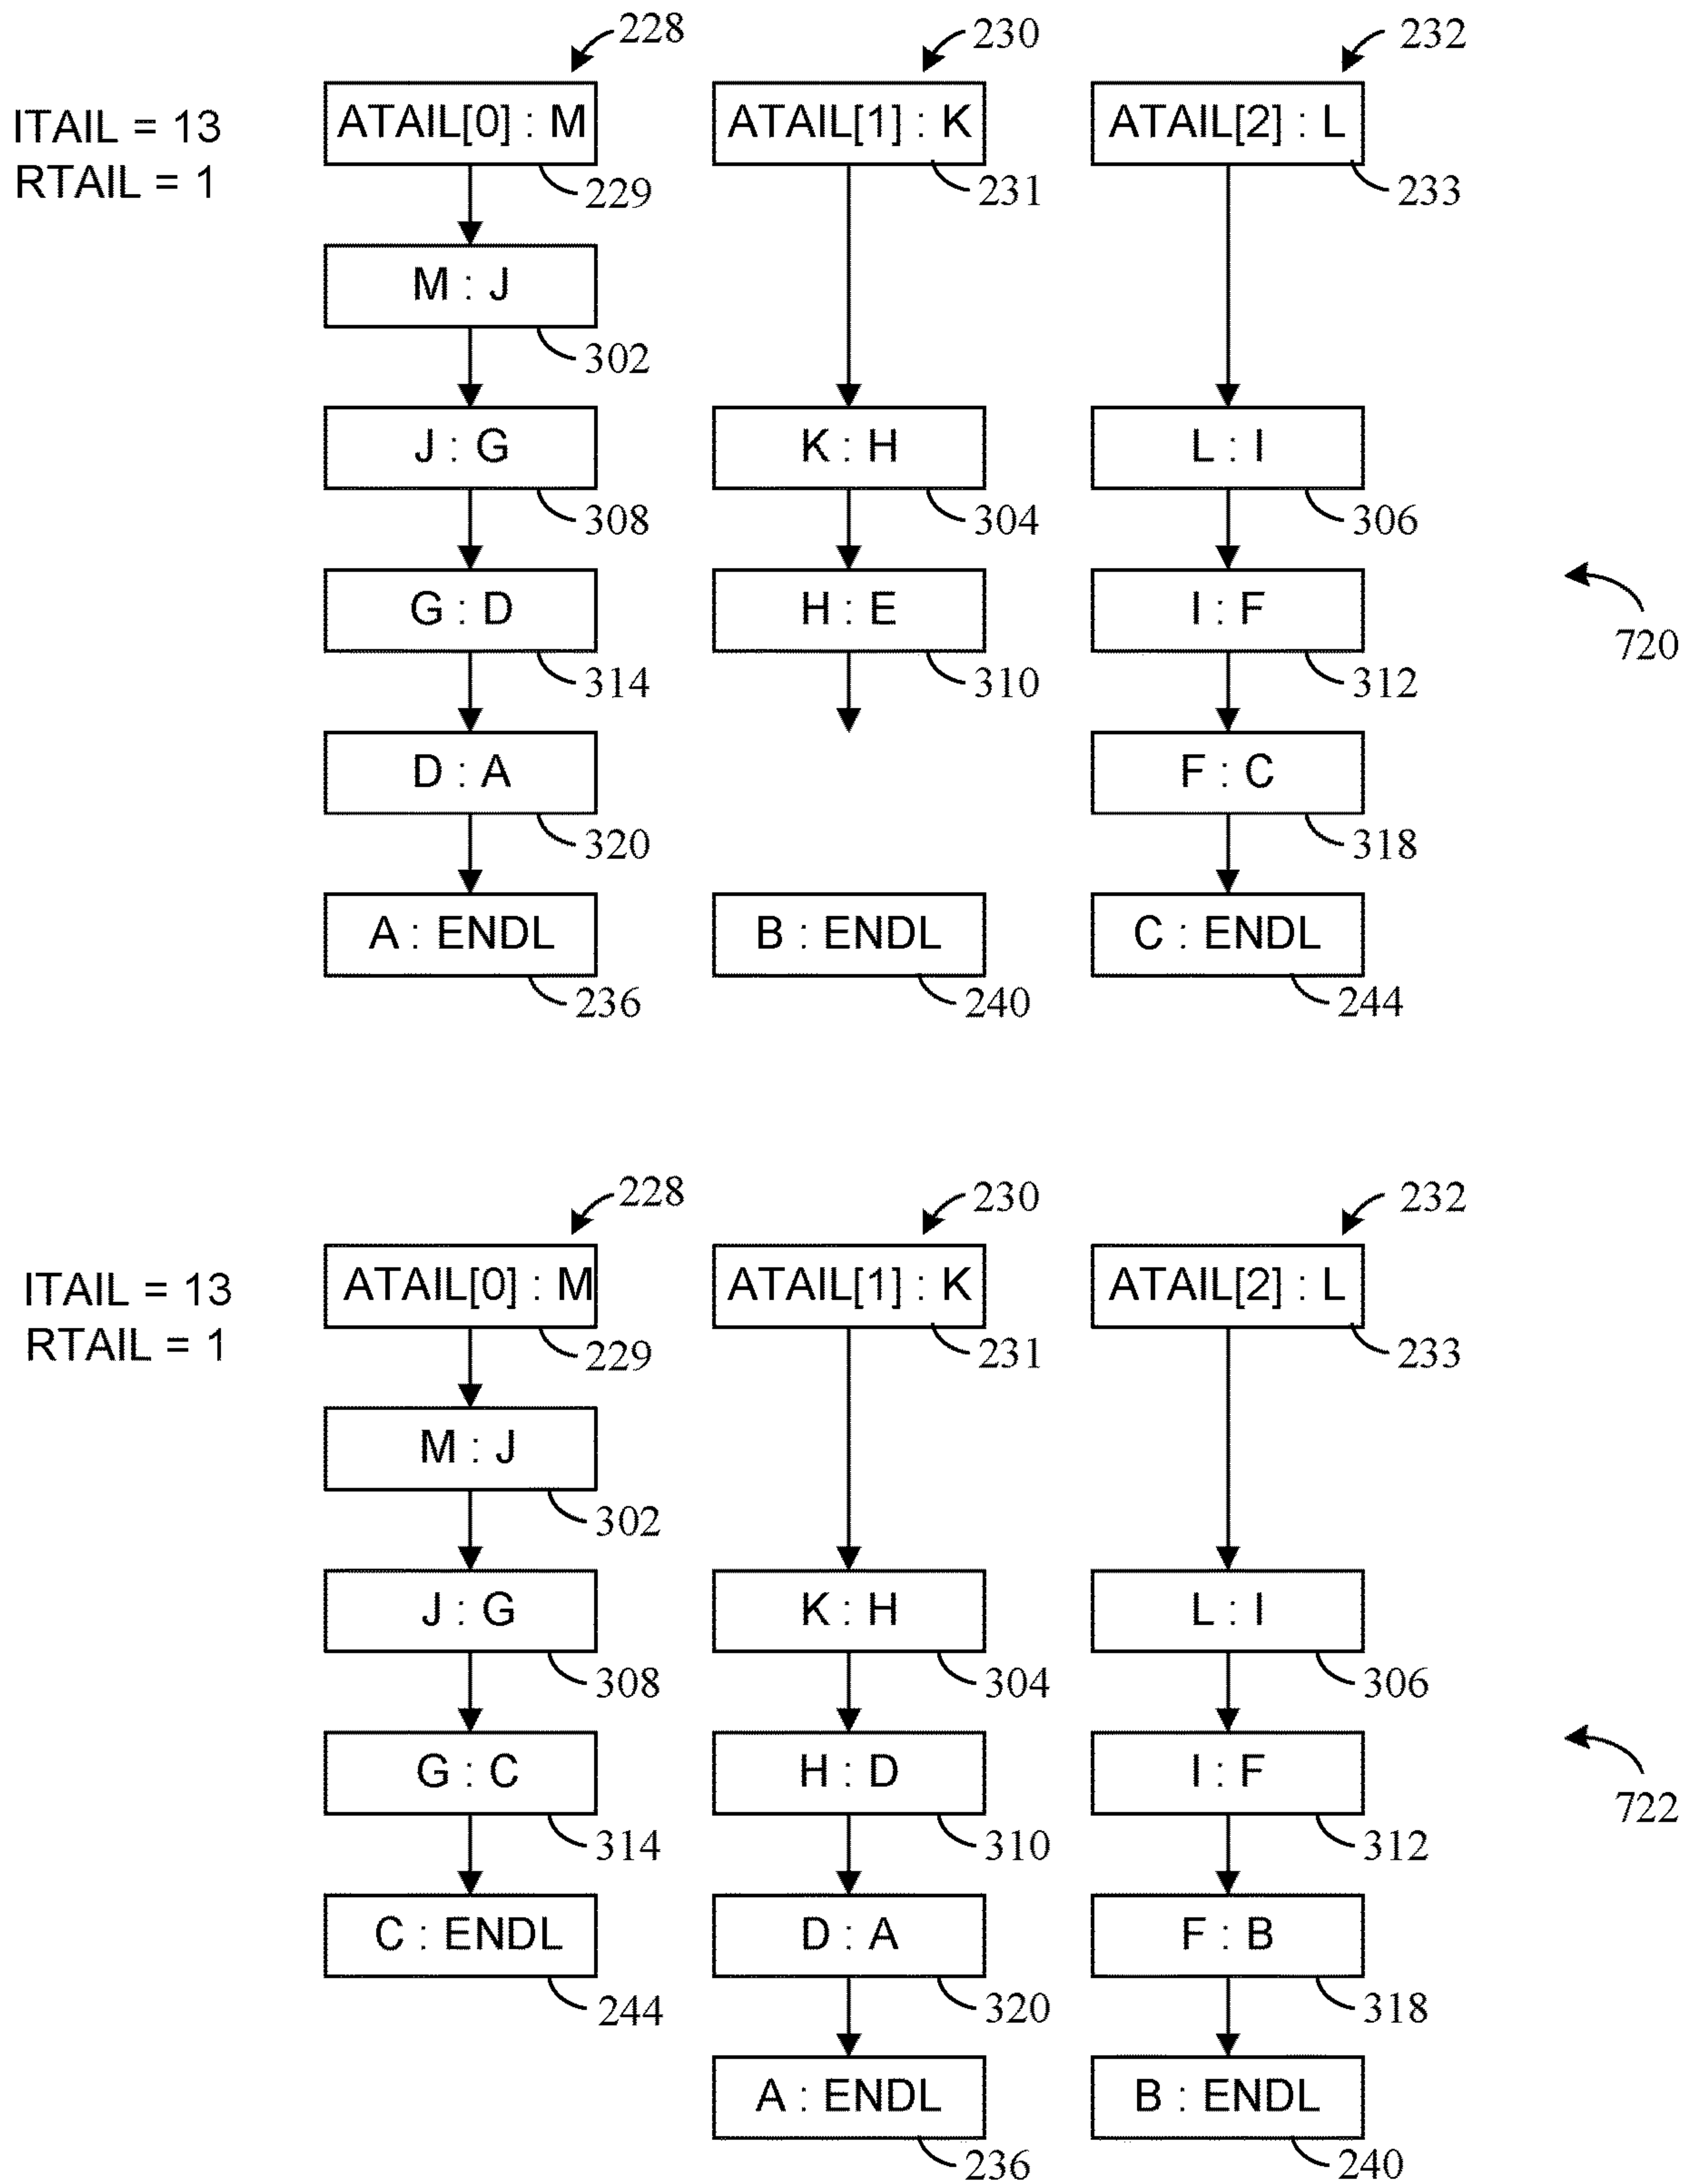 228 230 232
ITAIL = 13 ATAIL[0] : M ATAIL[1] : K ATAIL[2] : L
RTAIL = 1 229 231 233
M : J
302
J : G K : H L : I
308 304 306
G : D H : E I : F
720
314 310 312
D : A F : C
320 318
A : ENDL B : ENDL C : ENDL
236 240 244
228 230 232
ITAIL = 13 ATAIL[0] : M ATAIL[1] : K ATAIL[2] : L
RTAIL = 1 229 231 233
M : J
302
J : G K : H L : I
308 304 306
G : C H : D I : F
722
314 310 312
C : ENDL D : A F : B
244 320 318
A : ENDL B : ENDL
236 240